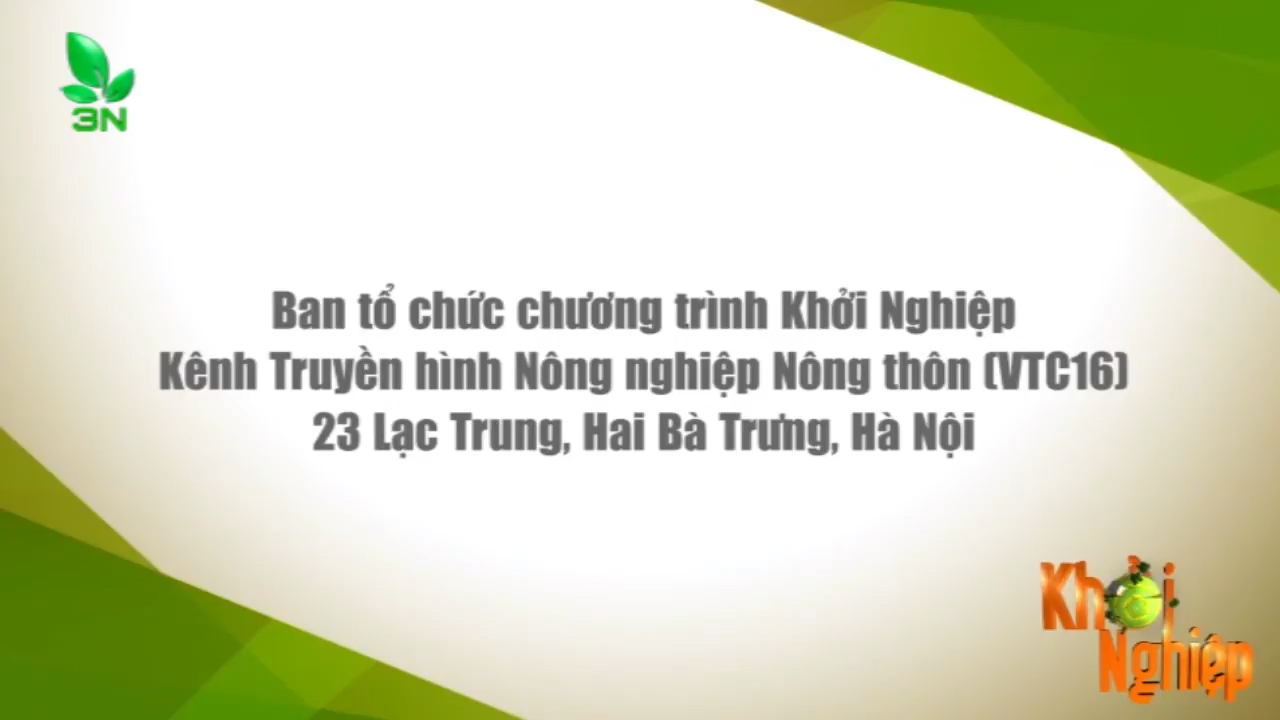 3N
Ban tổ chức chương trình Khởi Nghiệp
Kênh Truyền hình Nông nghiệp Nông thôn (VTC16)
23 Lạc Trung, Hai Bà Trưng, Hà Nội
Khởi
Nghiệp